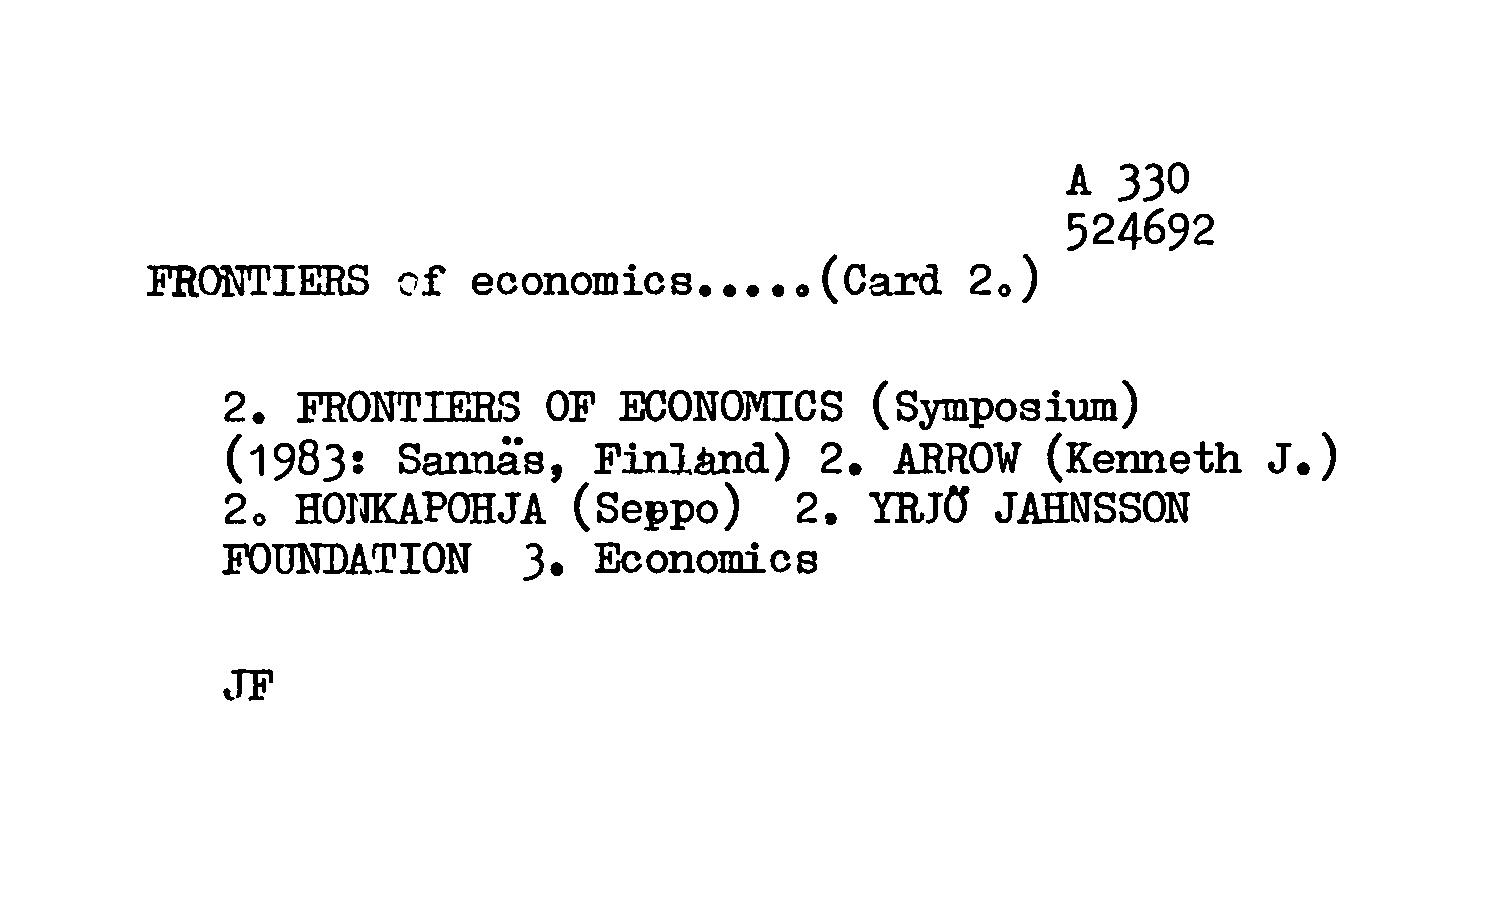 A 330
524692
FRONTIERS of economics.....(Card 2.)
2. FRONTIERS OF ECONOMICS (Symposium)
(1983: Sannäs, Finland) 2. ARROW (Kenneth J.)
2. HONKAPOHJA (Seppo) 2. YRJÖ JAHNSSON
FOUNDATION 3. Economics
JF